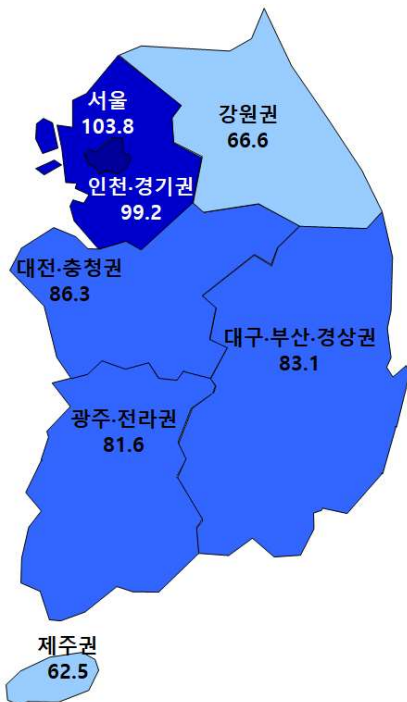 서울
103.8
강원권
66.6
인천·경기권
99.2
대전·충청권
86.3
대구·부산·경상권
83.1
광주·전라권
81.6
제주권
62.5